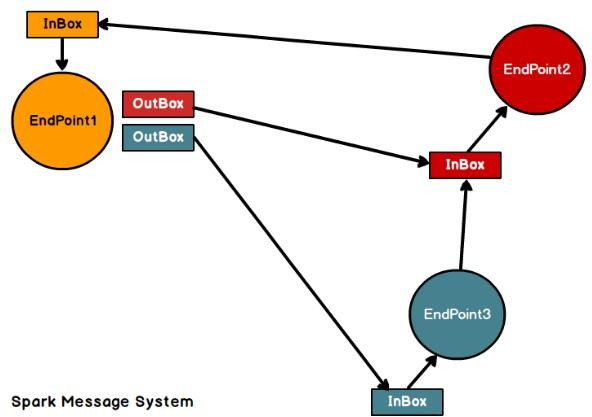 InBox
EndPoint2
OutBox
EndPoint1
OutBox
InBox
EndPoint3
Spark Message System
InBox